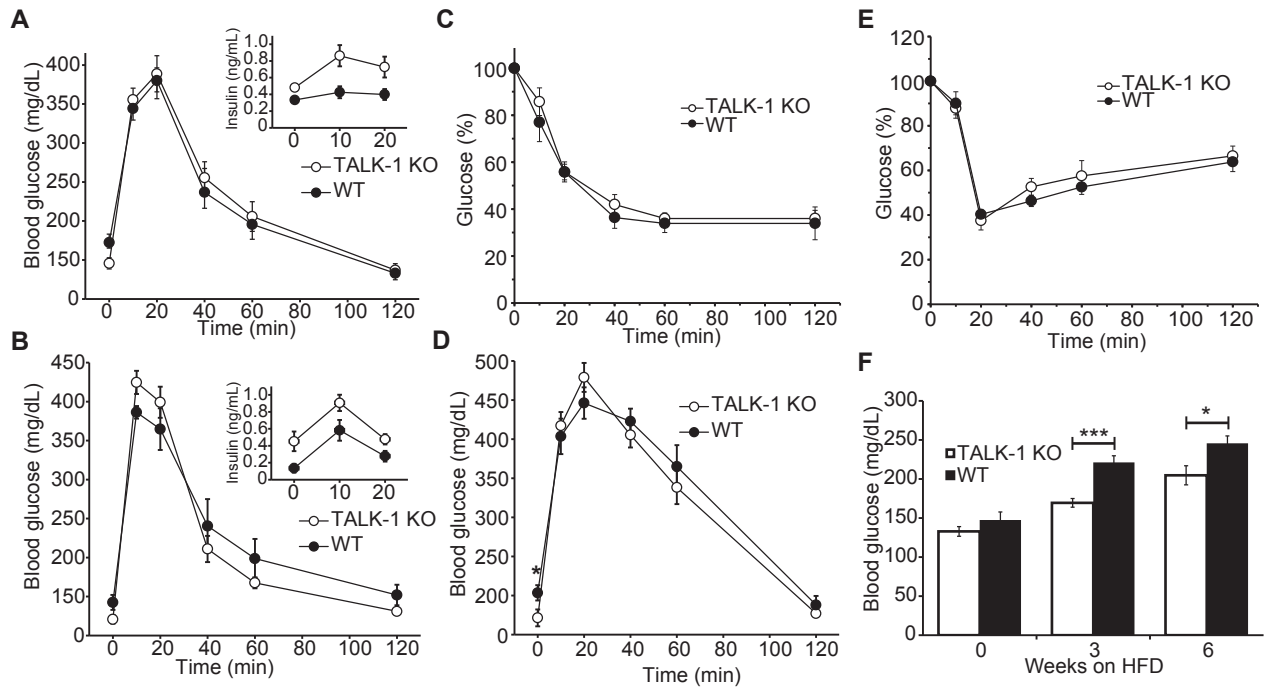 A
Blood glucose (mg/dL)
400
350
300
250
200
150
0
0 20 40 60 80 100 120
Time (min)
Insulin (ng/mL)
1.0
0.8
0.6
0.4
0.2
0
0 10 20
TALK-1 KO
WT
B
Blood glucose (mg/dL)
450
400
350
300
250
200
150
0
0 20 40 60 80 100 120
Time (min)
Insulin (ng/mL)
1.0
0.8
0.6
0.4
0.2
0
0 10 20
TALK-1 KO
WT
C
Glucose (%)
100
80
60
40
20
0
0 20 40 60 80 100 120
Time (min)
TALK-1 KO
WT
D
Blood glucose (mg/dL)
500
450
400
350
300
200
150
0
*
0 20 40 60 80 100 120
Time (min)
TALK-1 KO
WT
E
Glucose (%)
120
100
80
60
40
20
0
0 20 40 60 80 100 120
Time (min)
TALK-1 KO
WT
F
Blood glucose (mg/dL)
300
250
200
150
100
50
0
TALK-1 KO
WT
***
*
0 3 6
Weeks on HFD